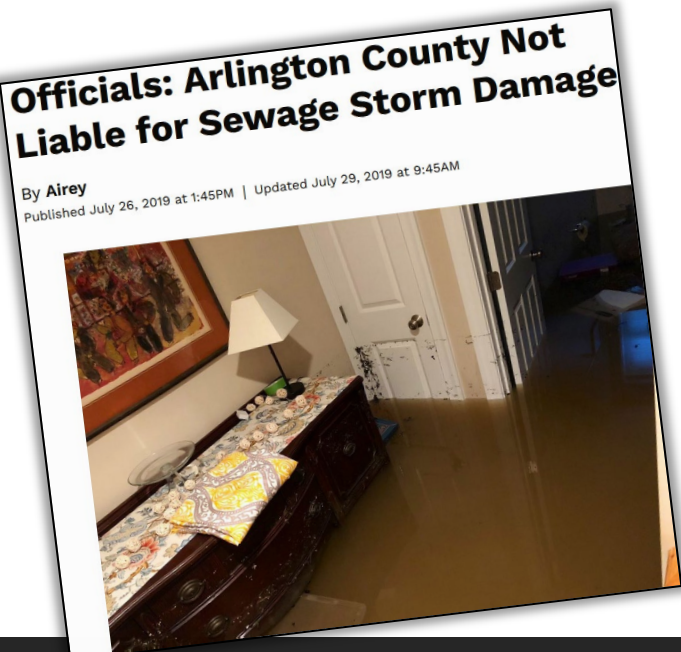 Officials: Arlington County Not
Liable for Sewage Storm Damage
By Airey
Published July 26, 2019 at 1:45PM | Updated July 29, 2019 at 9:45AM